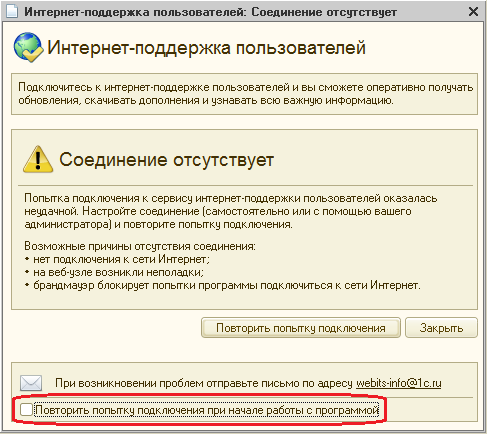 Интернет-поддержка пользователей: Соединение отсутствует
Интернет-поддержка пользователей
Подключитесь к интернет-поддержке пользователей и вы сможете оперативно получать
обновления, скачивать дополнения и узнавать всю важную информацию.
Соединение отсутствует
Попытка подключения к сервису интернет-поддержки пользователей оказалась
неудачной. Настройте соединение (самостоятельно или с помощью вашего
администратора) и повторите попытку подключения.
Возможные причины отсутствия соединения:
• нет подключения к сети Интернет;
• на веб-узле возникли неполадки;
• брандмауэр блокирует попытки программы подключиться к сети Интернет.
Повторить попытку подключения Закрыть
При возникновении проблем отправьте письмо по адресу webits-info@1c.ru
Повторить попытку подключения при начале работы с программой